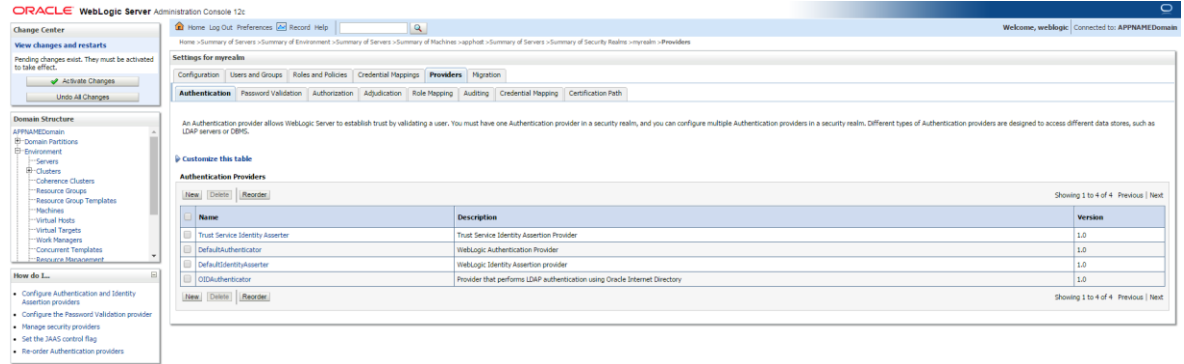 ORACLE WebLogic Server Administration Console 12c
Change Center
View changes and restarts
Pending changes exist. They must be activated
to take effect.
Activate Changes
Undo All Changes
Domain Structure
APPNAMEDomain
Domain Partitions
Environment
Servers
Clusters
Coherence Clusters
Resource Groups
Resource Group Templates
Machines
Virtual Hosts
Virtual Targets
Work Managers
Concurrent Templates
Resource Management
How do I...
Configure Authentication and Identity
Assertion providers
Configure the Password Validation provider
Manage security providers
Set the JAAS control flag
Re-order Authentication providers
Home Log Out Preferences Record Help
Welcome, weblogic Connected to: APPNAMEDomain
Home >Summary of Servers >Summary of Environment >Summary of Servers >Summary of Machines >apphost >Summary of Servers >Summary of Security Realms >myrealm >Providers
Settings for myrealm
Configuration Users and Groups Roles and Policies Credential Mappings Providers Migration
Authentication Password Validation Authorization Adjudication Role Mapping Auditing Credential Mapping Certification Path
An Authentication provider allows WebLogic Server to establish trust by validating a user. You must have one Authentication provider in a security realm, and you can configure multiple Authentication providers in a security realm. Different types of Authentication providers are designed to access different data stores, such as
LDAP servers or DBMS.
Customize this table
Authentication Providers
New Delete Reorder Showing 1 to 4 of 4 Previous | Next
Name Description Version
Trust Service Identity Asserter Trust Service Identity Assertion Provider 1.0
DefaultAuthenticator WebLogic Authentication Provider 1.0
DefaultIdentityAsserter WebLogic Identity Assertion provider 1.0
OIDAuthenticator Provider that performs LDAP authentication using Oracle Internet Directory 1.0
New Delete Reorder Showing 1 to 4 of 4 Previous | Next